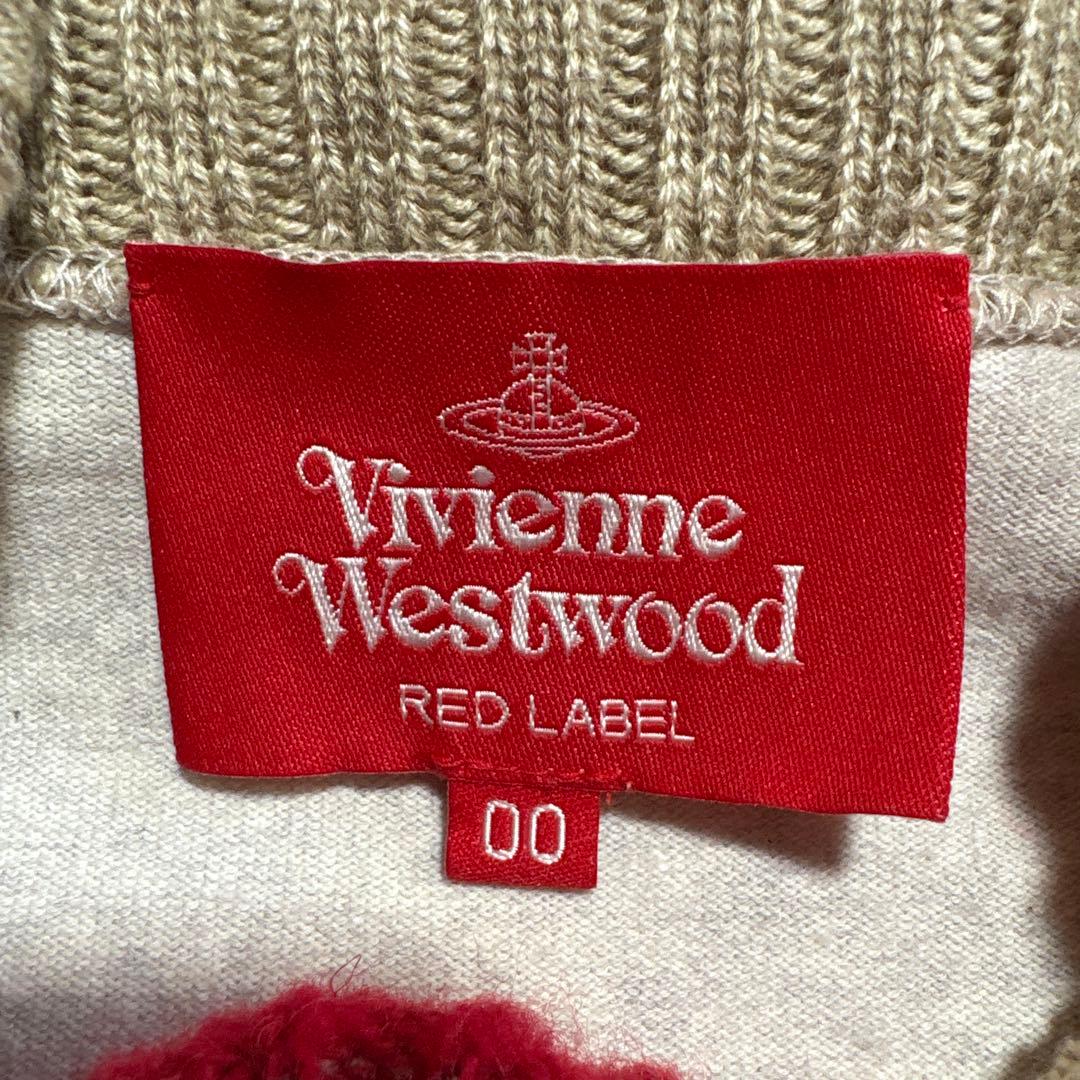 Vivienne
Westwood
RED LABEL
00